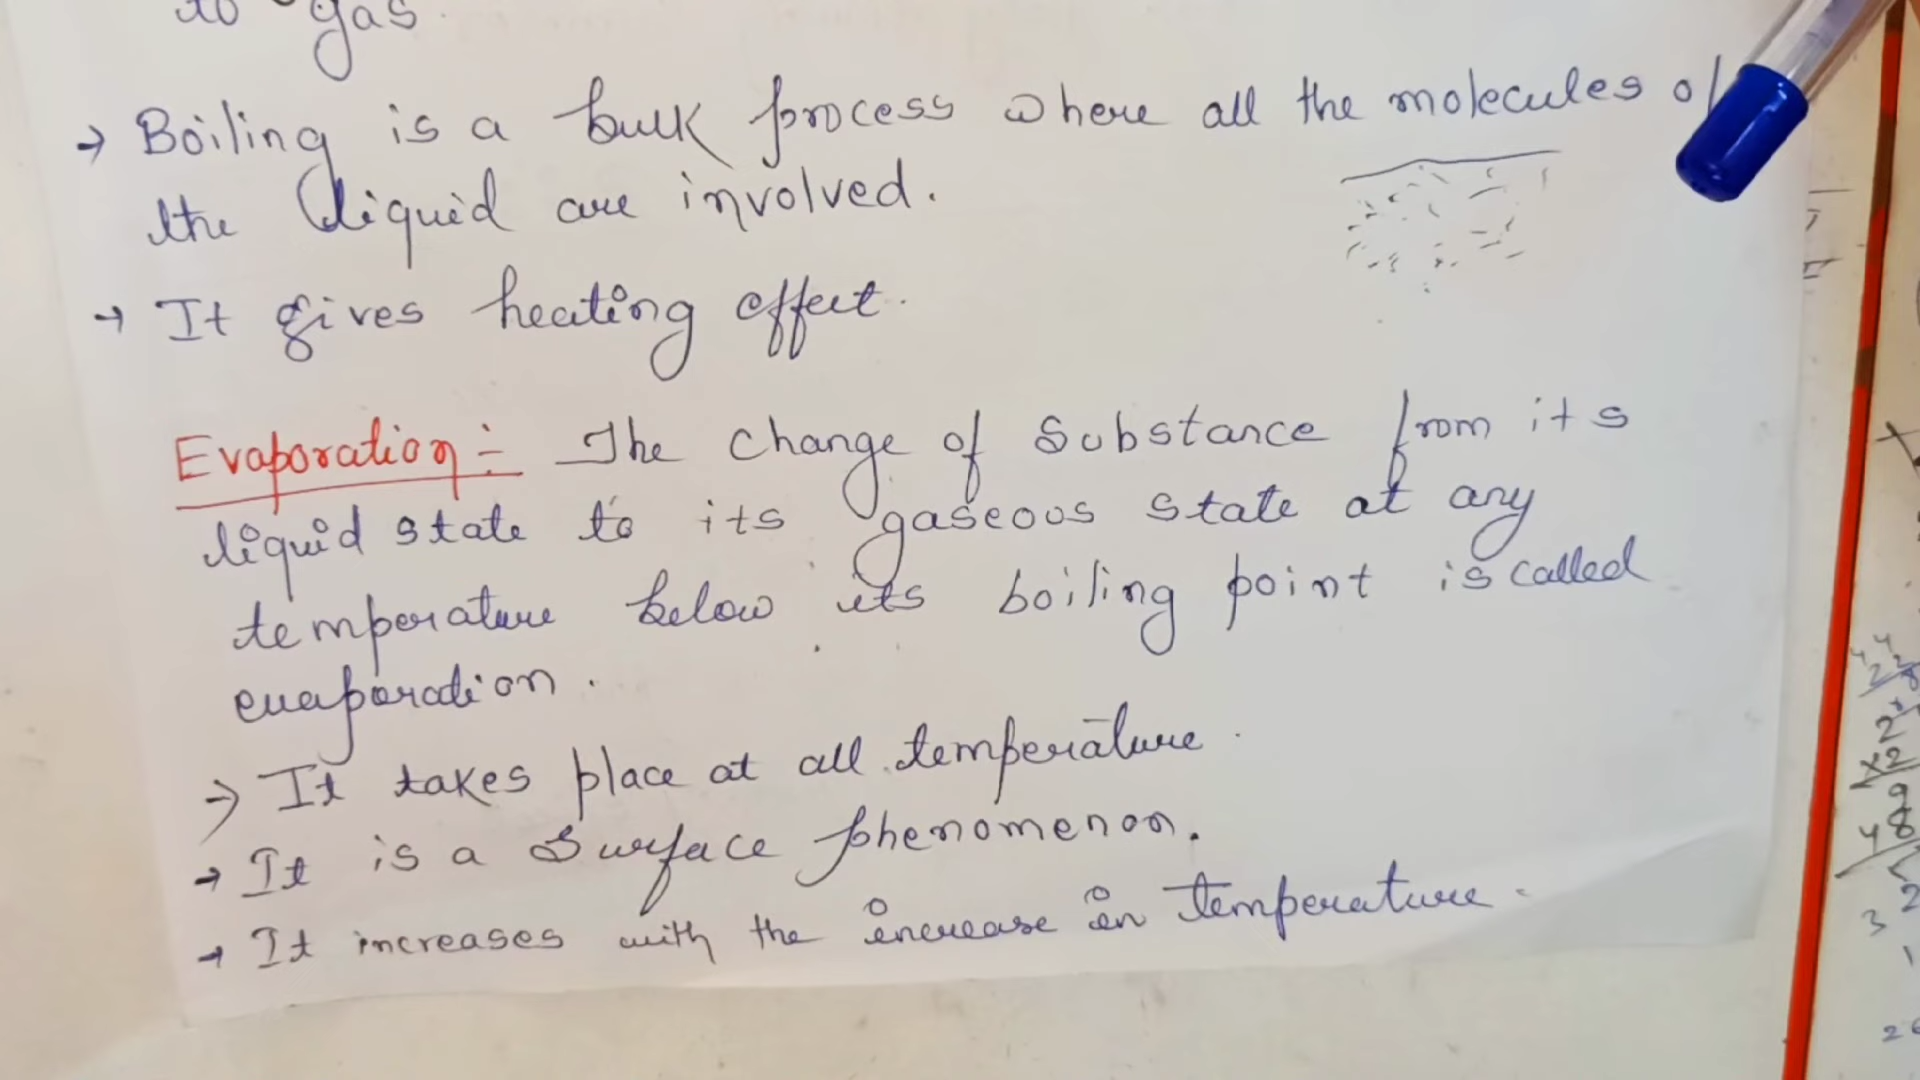 to gas.
→ Boiling is a bulk process where all the molecules of
the liquid are involved.
→ It gives heating effect.
Evaporation :- The change of substance from its
liquid state to its gaseous state at any
temperature below its boiling point is called
evaporation.
→ It takes place at all temperature.
→ It is a surface phenomenon.
→ It increases with the increase in temperature.